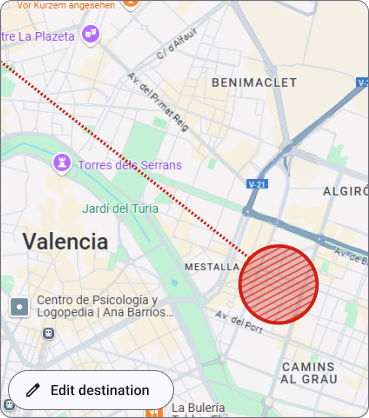 Vor Kurzem angesehen
tre La Plazeta
C/ d'Alfauir
BENIMACLET
Av. del Primat Reig
V-
Torres dels Serrans
V-21
ALGIRÓ
Jardí del Túria
Valencia
Av. de B
MESTALLA
Centro de Psicología y
Logopedia | Ana Barrios...
Av. del Port
CAMINS
AL GRAU
Edit destination
La Bulería